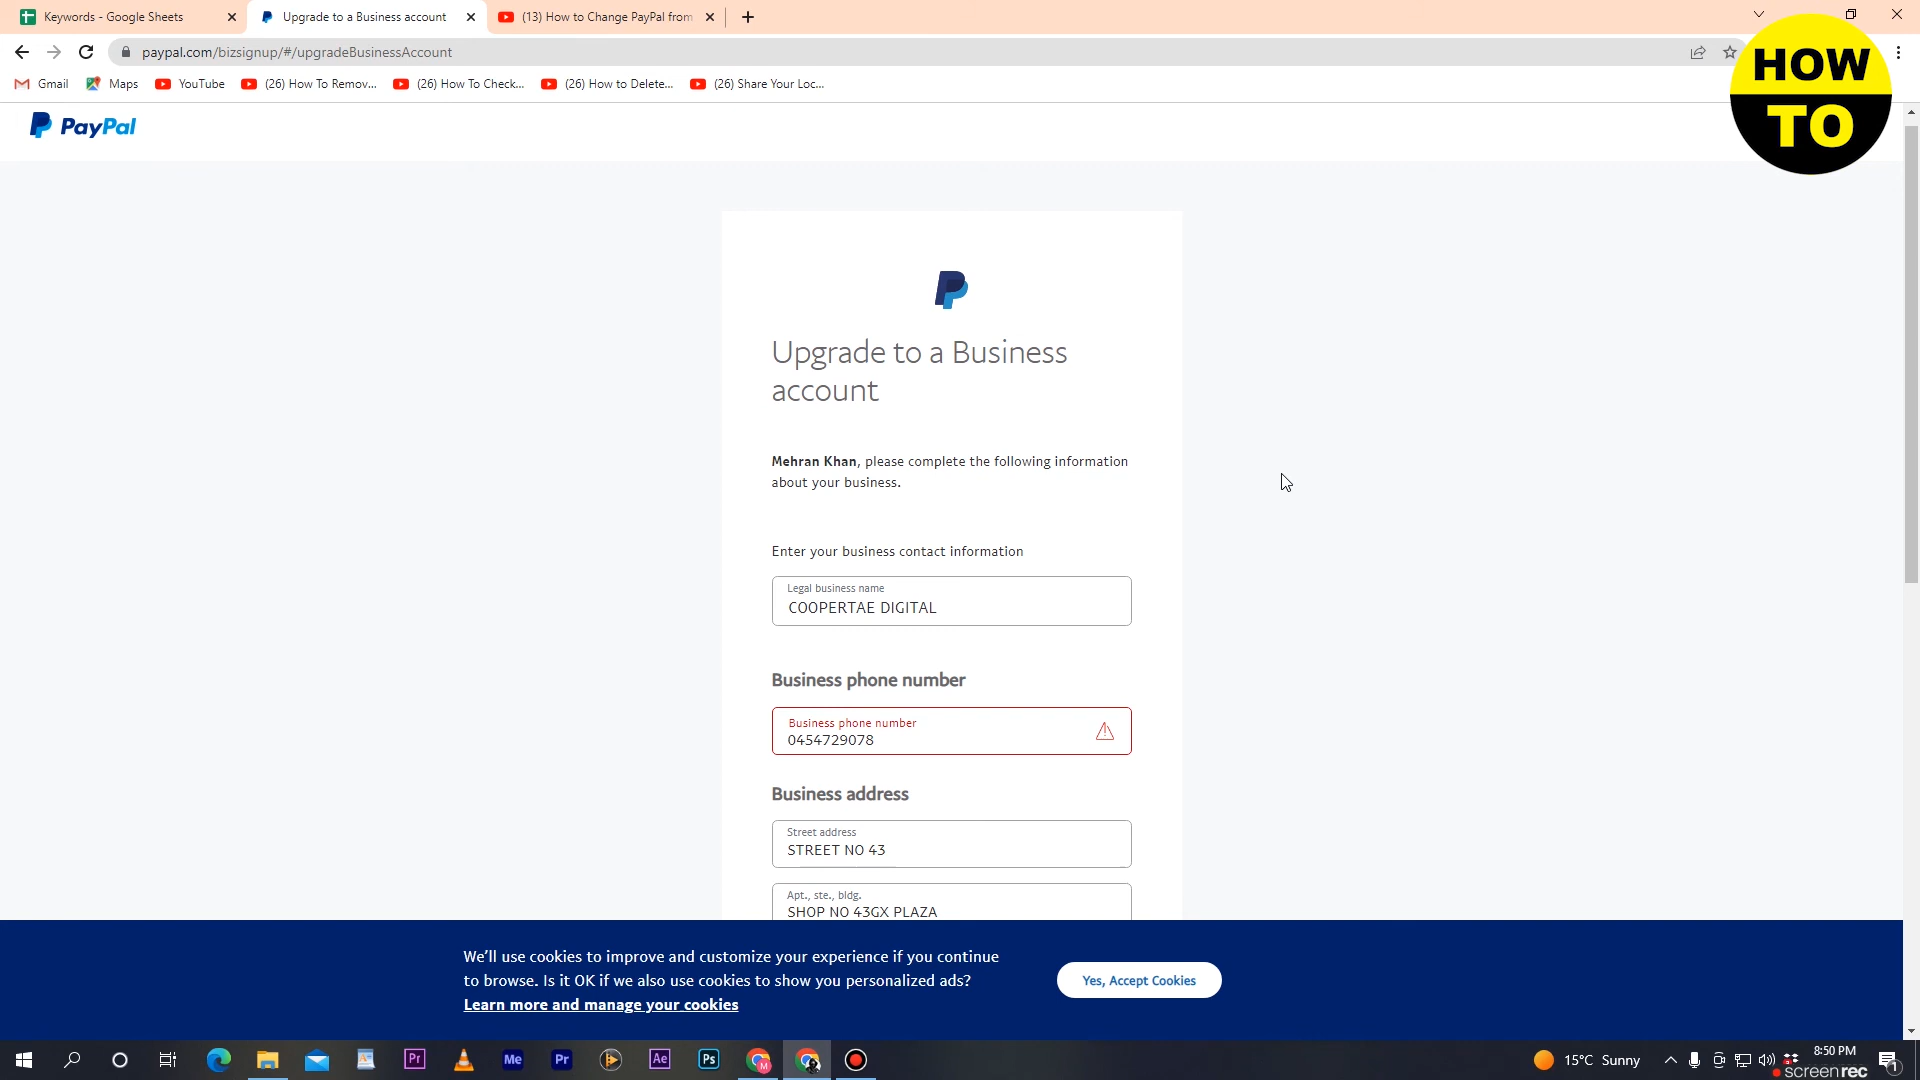 Keywords - Google Sheets
Upgrade to a Business account
(13) How to Change PayPal from
paypal.com/bizsignup/#/upgradeBusinessAccount
Gmail
Maps
YouTube
(26) How To Remov...
(26) How To Check...
(26) How to Delete...
(26) Share Your Loc...
HOW
TO
PayPal
Upgrade to a Business
account
Mehran Khan, please complete the following information
about your business.
Enter your business contact information
Legal business name
COOPERTAE DIGITAL
Business phone number
Business phone number
0454729078
Business address
Street address
STREET NO 43
Apt., ste., bldg.
SHOP NO 43GX PLAZA
We'll use cookies to improve and customize your experience if you continue
to browse. Is it OK if we also use cookies to show you personalized ads?
Learn more and manage your cookies
Yes, Accept Cookies
Pr
Me
Pr
Ae
Ps
M
15°C Sunny
8:50 PM
1
screenrec